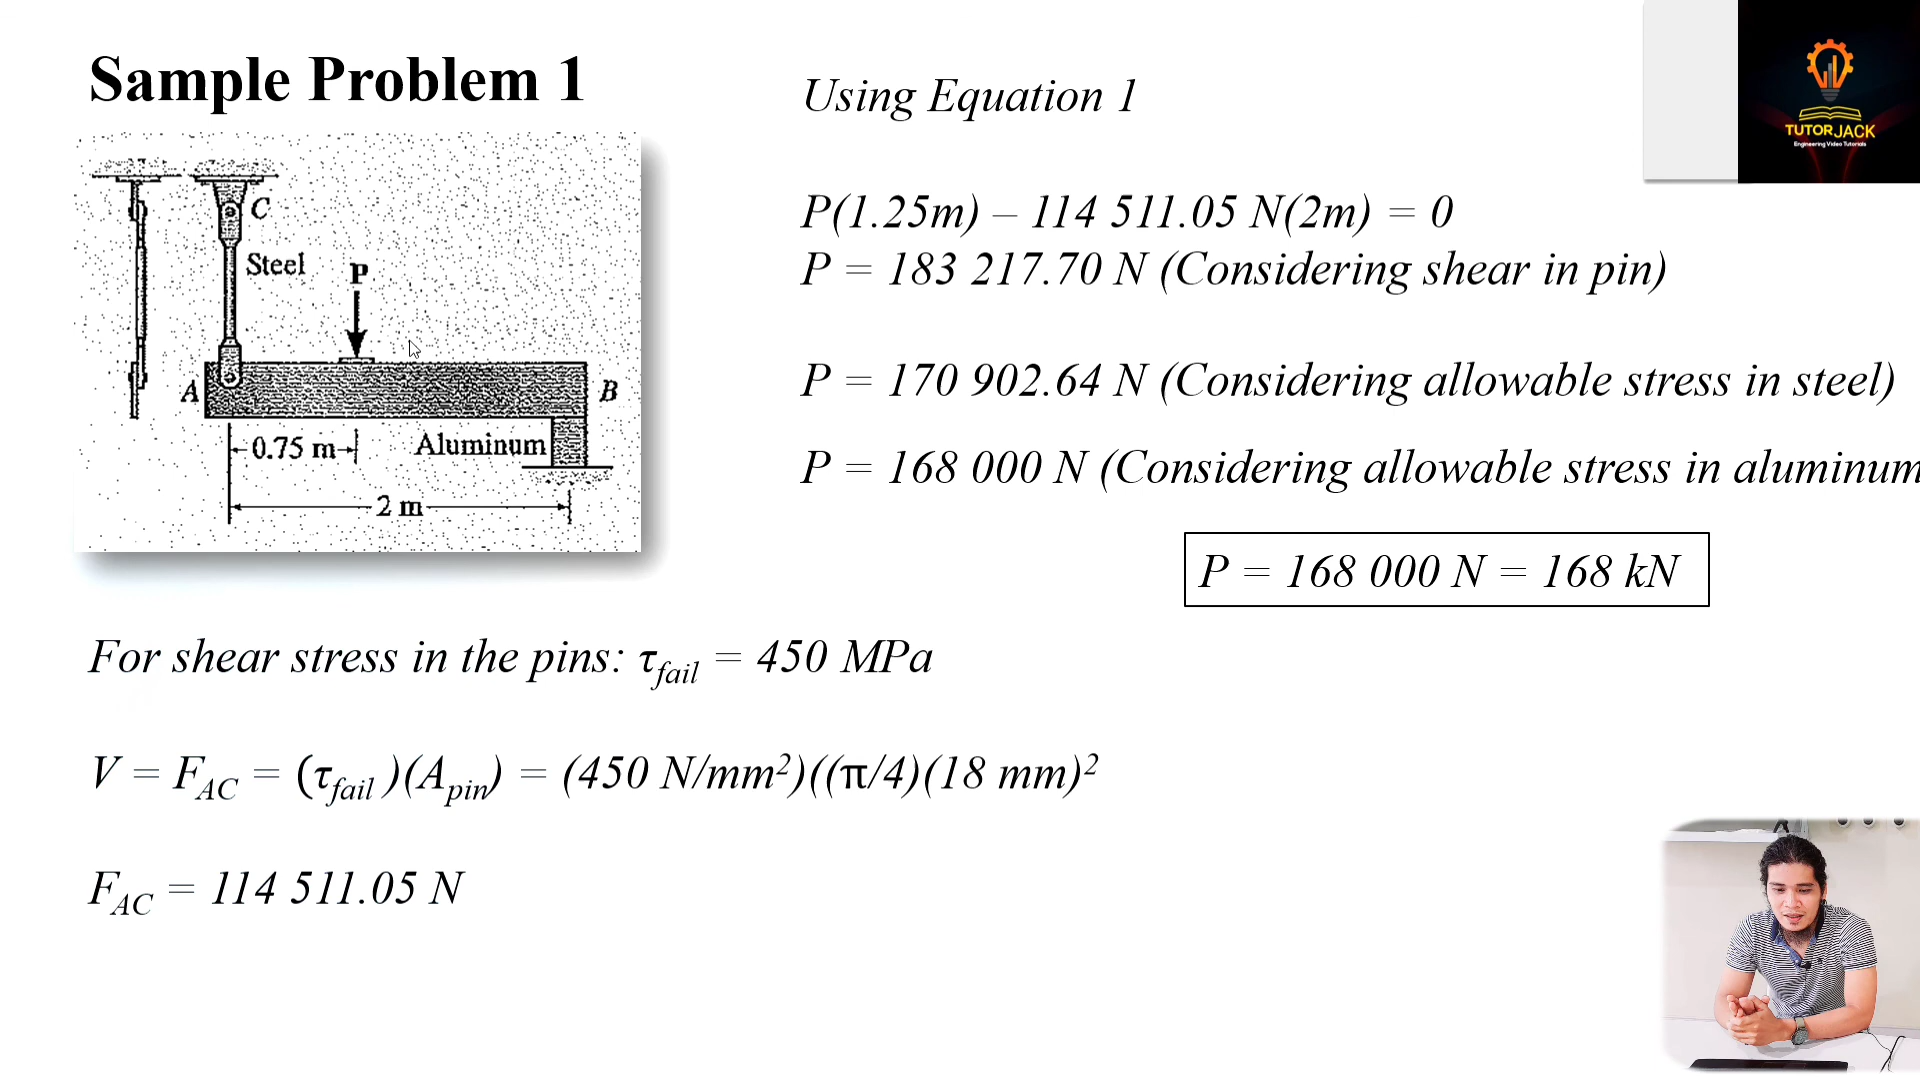 Sample Problem 1
C
Steel
P
A
B
0.75 m
Aluminum
2 m
For shear stress in the pins: τfail = 450 MPa
V = FAC = (τfail )(Apin) = (450 N/mm²)((π/4)(18 mm)²
FAC = 114 511.05 N
Using Equation 1
P(1.25m) – 114 511.05 N(2m) = 0
P = 183 217.70 N (Considering shear in pin)
P = 170 902.64 N (Considering allowable stress in steel)
P = 168 000 N (Considering allowable stress in aluminum
P = 168 000 N = 168 kN
TUTORJACK
Engineering Video Tutorials